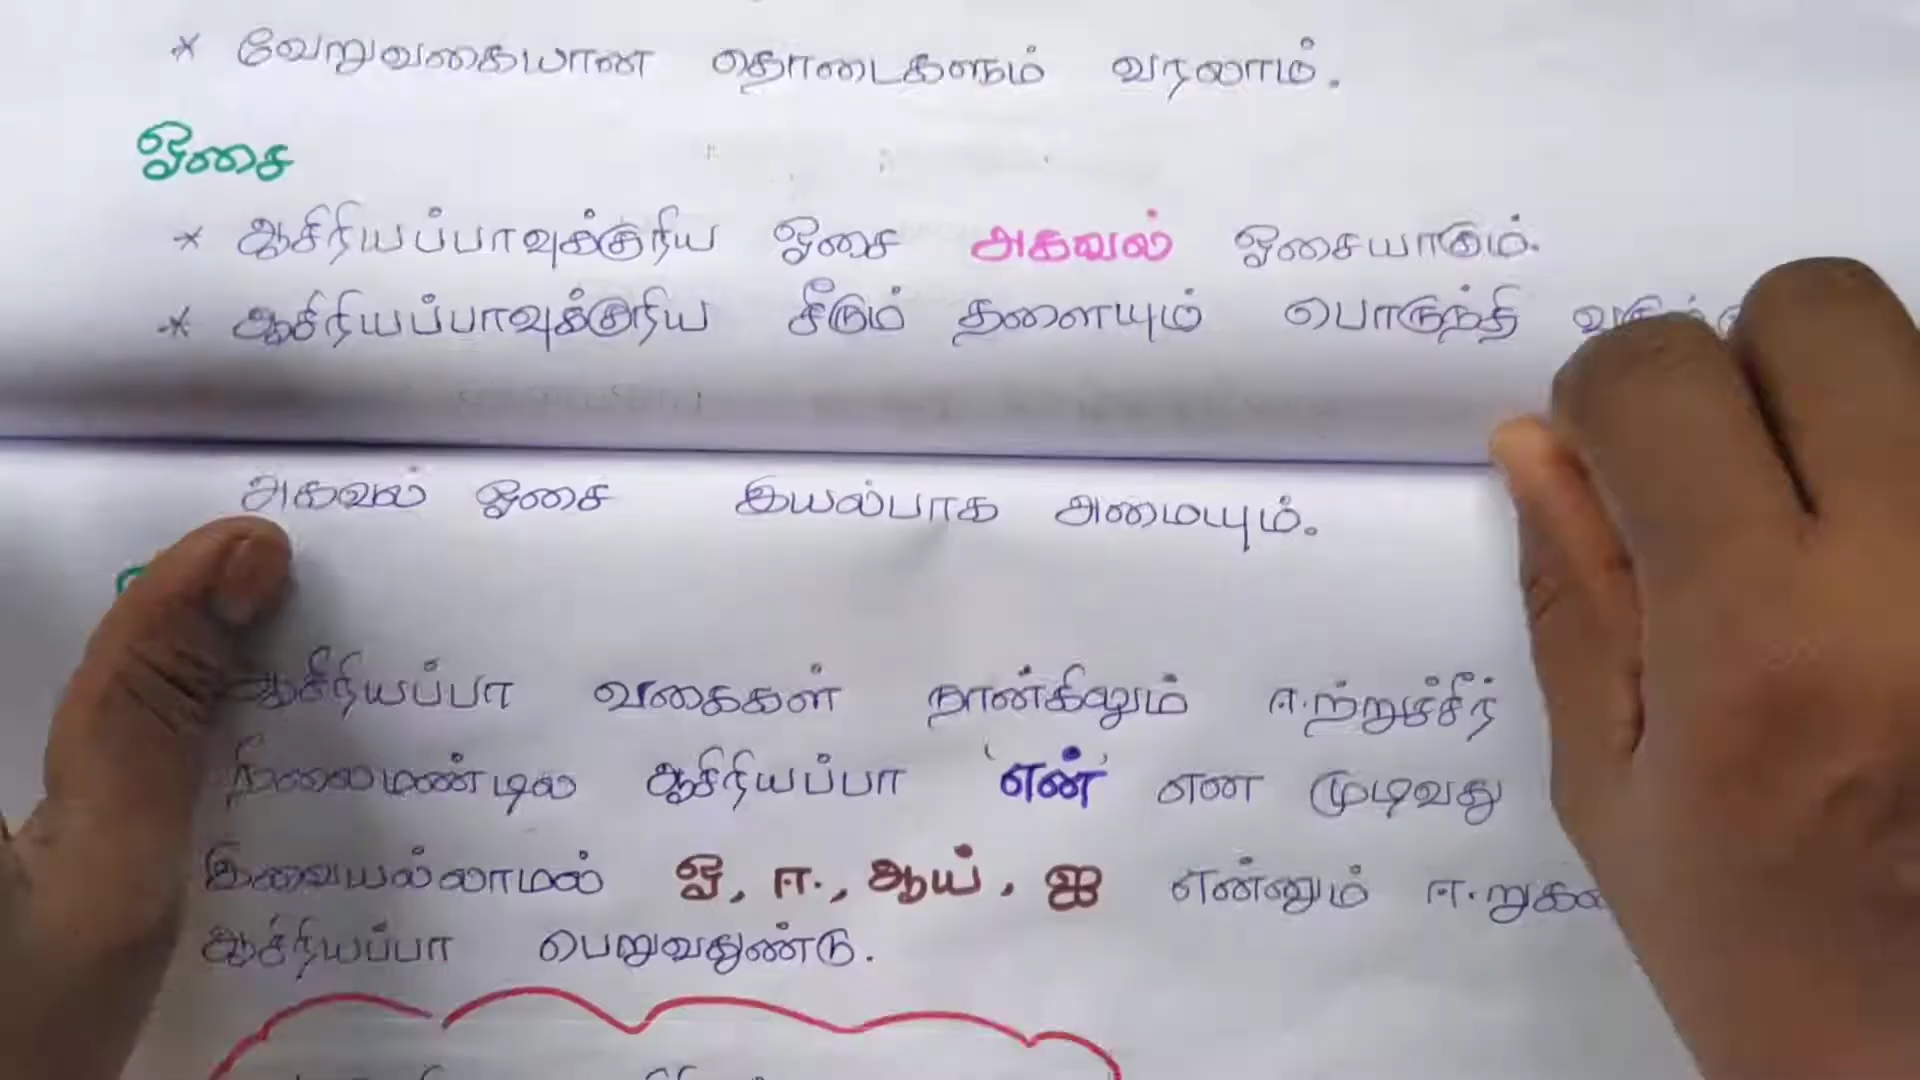 * வேறுவகையான தொடைகளும் வரலாம்.
ஓசை
* ஆசிரியப்பாவுக்குரிய ஓசை அகவல் ஓசையாகும்.
* ஆசிரியப்பாவுக்குரிய சீரும் தளையும் பொருந்தி
அகவல் ஓசை இயல்பாக அமையும்.
ஆசிரியப்பா வகைகள் நான்கிலும் ஈற்றுச்சீர்
நிலைமண்டில ஆசிரியப்பா 'என்' என முடிவது
இவையல்லாமல் ஓ, ஈ, ஆய், ஐ என்னும்
ஆசிரியப்பா பெறுவதுண்டு.